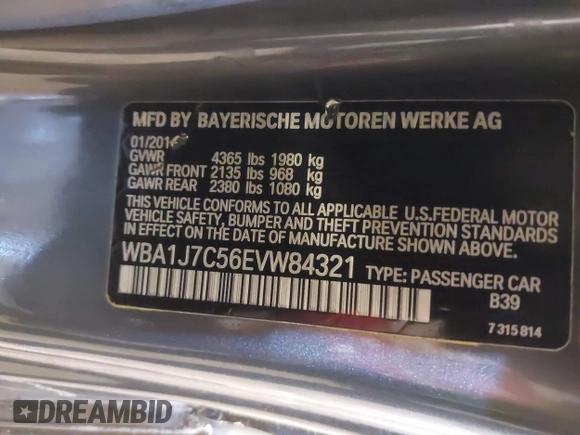 MFD BY BAYERISCHE MOTOREN WERKE AG
01/2014
GVWR 4365 lbs 1980 kg
GAWR FRONT 2135 lbs 968 kg
GAWR REAR 2380 lbs 1080 kg
THIS VEHICLE CONFORMS TO ALL APPLICABLE U.S.FEDERAL MOTOR
VEHICLE SAFETY, BUMPER AND THEFT PREVENTION STANDARDS
IN EFFECT ON THE DATE OF MANUFACTURE SHOWN ABOVE.
WBA1J7C56EVW84321 TYPE: PASSENGER CAR
B39
7 315 814
DREAMBID